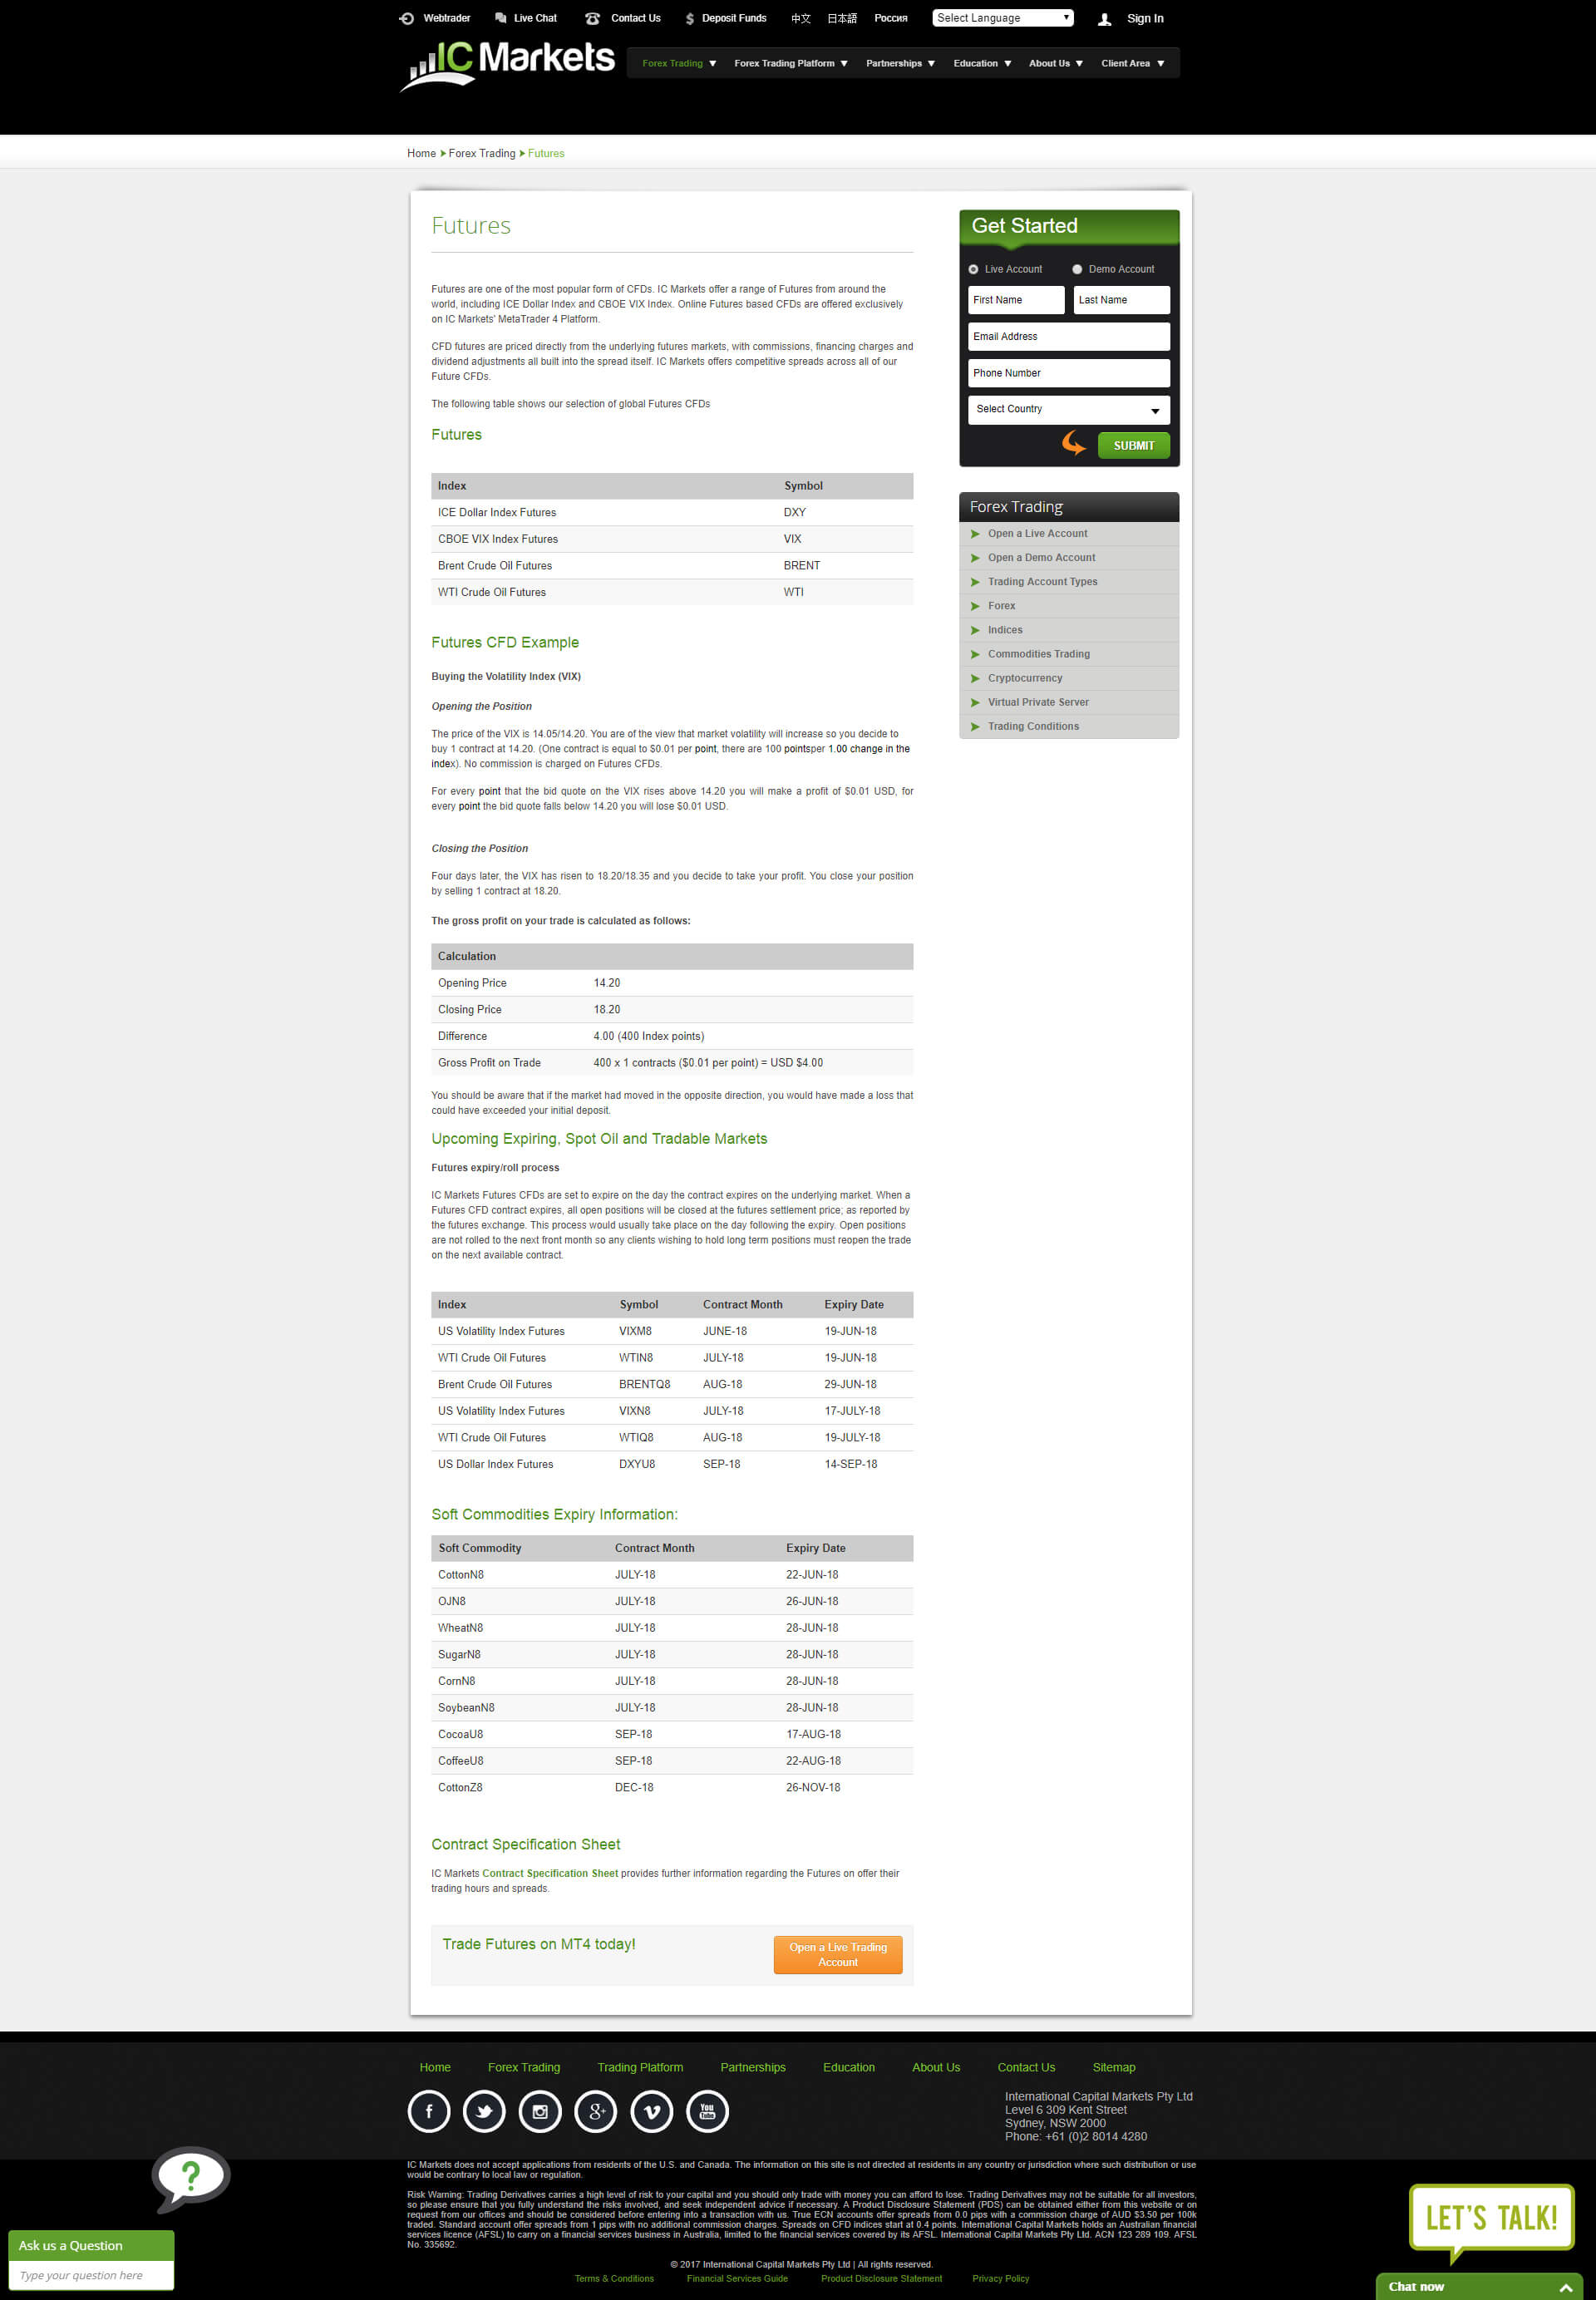 Webtrader Live Chat Contact Us Deposit Funds 中文 日本語 Россия Select Language Sign In
IC Markets
Forex Trading Forex Trading Platform Partnerships Education About Us Client Area
Home Forex Trading Futures
Futures
Futures are one of the most popular form of CFDs. IC Markets offer a range of Futures from around the
world, including ICE Dollar Index and CBOE VIX Index. Online Futures based CFDs are offered exclusively
on IC Markets' MetaTrader 4 Platform.
CFD futures are priced directly from the underlying futures markets, with commissions, financing charges and
dividend adjustments all built into the spread itself. IC Markets offers competitive spreads across all of our
Future CFDs.
The following table shows our selection of global Futures CFDs
Futures
Index Symbol
ICE Dollar Index Futures DXY
CBOE VIX Index Futures VIX
Brent Crude Oil Futures BRENT
WTI Crude Oil Futures WTI
Futures CFD Example
Buying the Volatility Index (VIX)
Opening the Position
The price of the VIX is 14.05/14.20. You are of the view that market volatility will increase so you decide to
buy 1 contract at 14.20. (One contract is equal to $0.01 per point, there are 100 pointsper 1.00 change in the
index). No commission is charged on Futures CFDs.
For every point that the bid quote on the VIX rises above 14.20 you will make a profit of $0.01 USD, for
every point the bid quote falls below 14.20 you will lose $0.01 USD.
Closing the Position
Four days later, the VIX has risen to 18.20/18.35 and you decide to take your profit. You close your position
by selling 1 contract at 18.20.
The gross profit on your trade is calculated as follows:
Calculation
Opening Price 14.20
Closing Price 18.20
Difference 4.00 (400 Index points)
Gross Profit on Trade 400 x 1 contracts ($0.01 per point) = USD $4.00
You should be aware that if the market had moved in the opposite direction, you would have made a loss that
could have exceeded your initial deposit.
Upcoming Expiring, Spot Oil and Tradable Markets
Futures expiry/roll process
IC Markets Futures CFDs are set to expire on the day the contract expires on the underlying market. When a
Futures CFD contract expires, all open positions will be closed at the futures settlement price; as reported by
the futures exchange. This process would usually take place on the day following the expiry. Open positions
are not rolled to the next front month so any clients wishing to hold long term positions must reopen the trade
on the next available contract.
Index Symbol Contract Month Expiry Date
US Volatility Index Futures VIXM8 JUNE-18 19-JUN-18
WTI Crude Oil Futures WTIN8 JULY-18 19-JUN-18
Brent Crude Oil Futures BRENTQ8 AUG-18 29-JUN-18
US Volatility Index Futures VIXN8 JULY-18 17-JULY-18
WTI Crude Oil Futures WTIQ8 AUG-18 19-JULY-18
US Dollar Index Futures DXYU8 SEP-18 14-SEP-18
Soft Commodities Expiry Information:
Soft Commodity Contract Month Expiry Date
CottonN8 JULY-18 22-JUN-18
OJN8 JULY-18 26-JUN-18
WheatN8 JULY-18 28-JUN-18
SugarN8 JULY-18 28-JUN-18
CornN8 JULY-18 28-JUN-18
SoybeanN8 JULY-18 28-JUN-18
CocoaU8 SEP-18 17-AUG-18
CoffeeU8 SEP-18 22-AUG-18
CottonZ8 DEC-18 26-NOV-18
Contract Specification Sheet
IC Markets Contract Specification Sheet provides further information regarding the Futures on offer their
trading hours and spreads.
Trade Futures on MT4 today!
Open a Live Trading
Account
Get Started
Live Account Demo Account
First Name Last Name
Email Address
Phone Number
Select Country
SUBMIT
Forex Trading
Open a Live Account
Open a Demo Account
Trading Account Types
Forex
Indices
Commodities Trading
Cryptocurrency
Virtual Private Server
Trading Conditions
Home Forex Trading Trading Platform Partnerships Education About Us Contact Us Sitemap
f g+ v You Tube
International Capital Markets Pty Ltd
Level 6 309 Kent Street
Sydney, NSW 2000
Phone: +61 (0)2 8014 4280
IC Markets does not accept applications from residents of the U.S. and Canada. The information on this site is not directed at residents in any country or jurisdiction where such distribution or use
would be contrary to local law or regulation.
Risk Warning: Trading Derivatives carries a high level of risk to your capital and you should only trade with money you can afford to lose. Trading Derivatives may not be suitable for all investors,
so please ensure that you fully understand the risks involved, and seek independent advice if necessary. A Product Disclosure Statement (PDS) can be obtained either from this website or on
request from our offices and should be considered before entering into a transaction with us. True ECN accounts offer spreads from 0.0 pips with a commission charge of AUD $3.50 per 100k
traded. Standard account offer spreads from 1 pips with no additional commission charges. Spreads on CFD indices start at 0.4 points. International Capital Markets holds an Australian financial
services licence (AFSL) to carry on a financial services business in Australia, limited to the financial services covered by its AFSL. International Capital Markets Pty Ltd. ACN 123 289 109. AFSL
No. 335692.
© 2017 International Capital Markets Pty Ltd | All rights reserved.
Terms & Conditions Financial Services Guide Product Disclosure Statement Privacy Policy
?
Ask us a Question
Type your question here
LET'S TALK!
Chat now